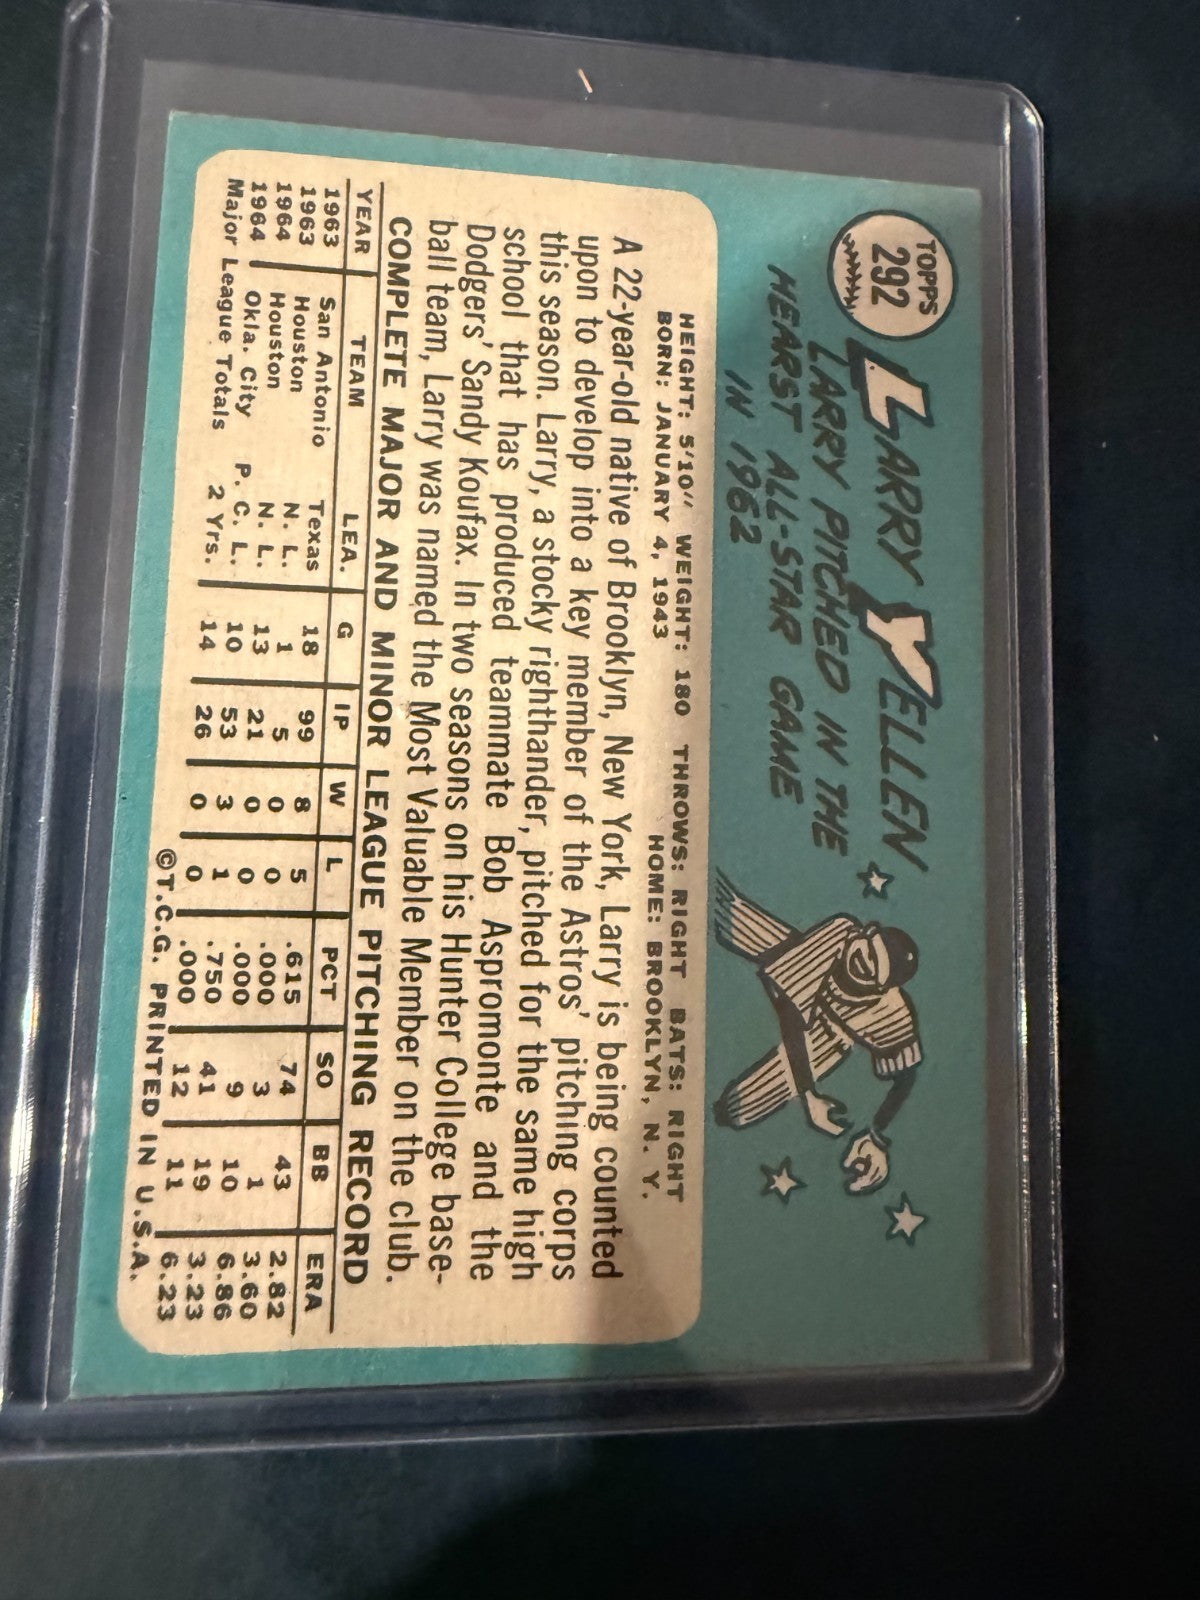 TOPPS
292
LARRY YELLEN
LARRY PITCHED IN THE
HEARST ALL-STAR GAME
IN 1962
HEIGHT: 5'10" WEIGHT: 180 THROWS: RIGHT BATS: RIGHT
BORN: JANUARY 4, 1943 HOME: BROOKLYN, N. Y.
A 22-year-old native of Brooklyn, New York, Larry is being counted
upon to develop into a key member of the Astros' pitching corps
this season. Larry, a stocky righthander, pitched for the same high
school that has produced teammate Bob Aspromonte and the
Dodgers' Sandy Koufax. In two seasons on his Hunter College base-
ball team, Larry was named the Most Valuable Member on the club.
COMPLETE MAJOR AND MINOR LEAGUE PITCHING RECORD
YEAR TEAM LEA. G IP W L PCT SO BB ERA
1963 San Antonio Texas 18 99 8 5 .615 74 43 2.82
1963 Houston N. L. 1 5 0 0 .000 3 1 3.60
1964 Houston N. L. 13 21 0 0 .000 9 10 6.86
1964 Okla. City P. C. L. 10 53 3 1 .750 41 19 3.23
Major League Totals 2 Yrs. 14 26 0 0 .000 12 11 6.23
©T.C.G. PRINTED IN U.S.A.